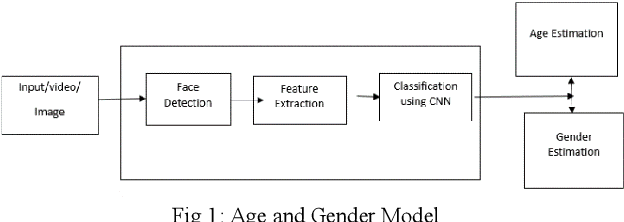 Input/video/
Image
Face
Detection
Feature
Extraction
Classification
using CNN
Age Estimation
Gender
Estimation
Fig 1: Age and Gender Model